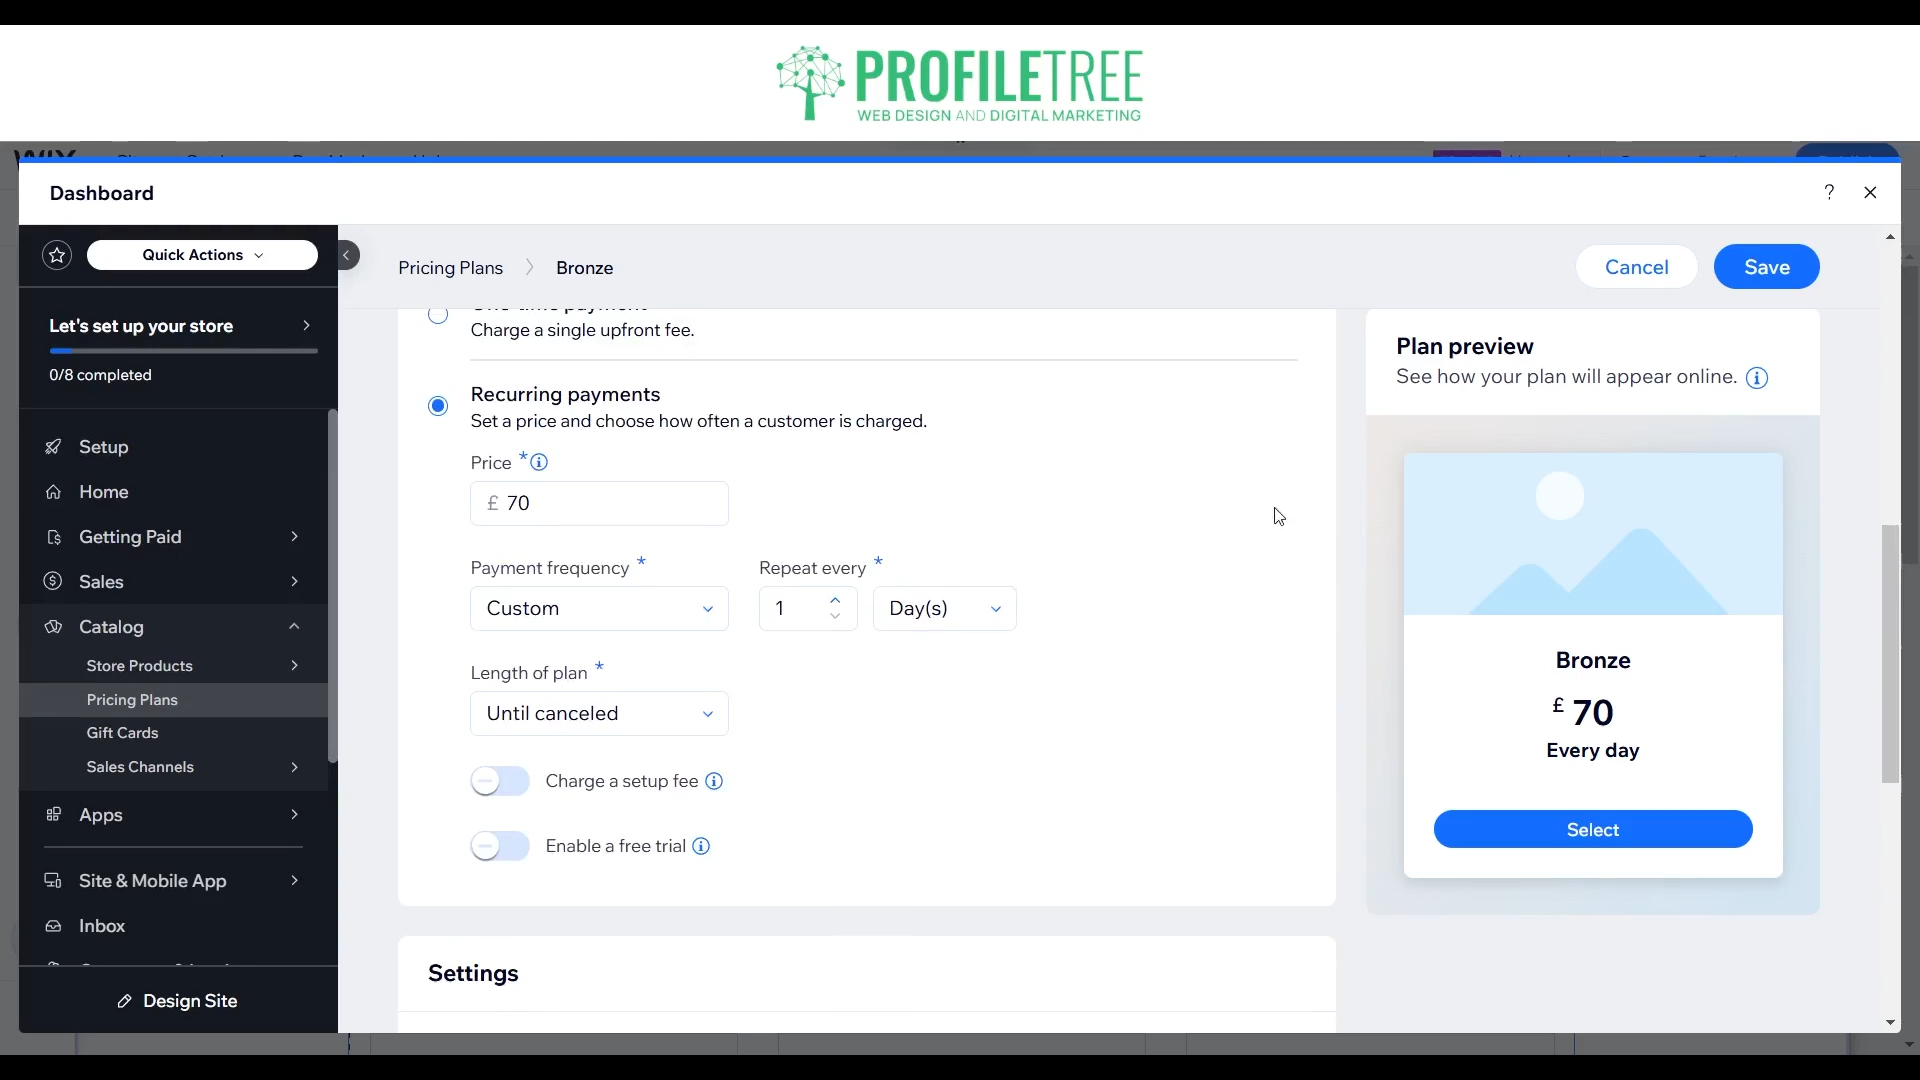 PROFILETREE
WEB DESIGN AND DIGITAL MARKETING
Dashboard
?
Quick Actions
Pricing Plans
Bronze
Cancel
Save
Let's set up your store
0/8 completed
Setup
Home
Getting Paid
Sales
Catalog
Store Products
Pricing Plans
Gift Cards
Sales Channels
Apps
Site & Mobile App
Inbox
Design Site
One-time payment
Charge a single upfront fee.
Recurring payments
Set a price and choose how often a customer is charged.
Price *
£ 70
Payment frequency *
Repeat every *
Custom
1
Day(s)
Length of plan *
Until canceled
Charge a setup fee
Enable a free trial
Settings
Plan preview
See how your plan will appear online.
Bronze
£ 70
Every day
Select